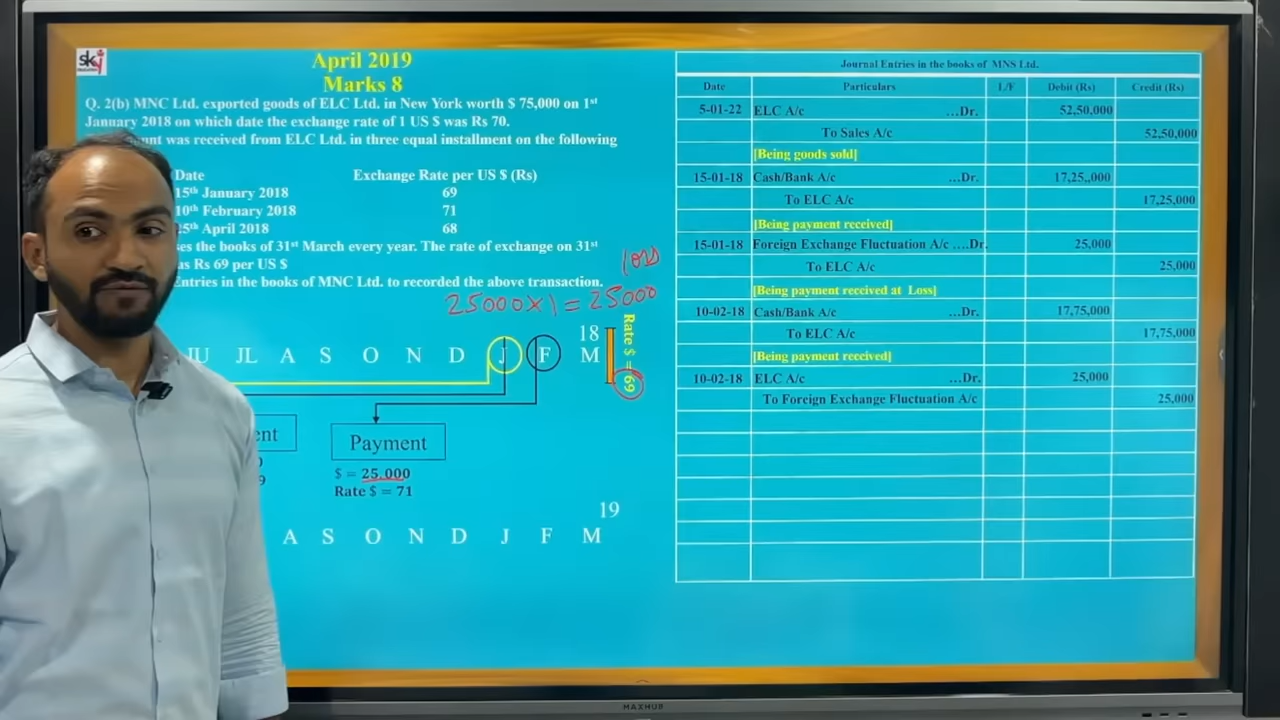 sky
April 2019
Marks 8
Q. 2(b) MNC Ltd. exported goods of ELC Ltd. in New York worth $ 75,000 on 1st
January 2018 on which date the exchange rate of 1 US $ was Rs 70.
was received from ELC Ltd. in three equal installment on the following
Date Exchange Rate per US $ (Rs)
15th January 2018 69
10th February 2018 71
25th April 2018 68
the books of 31st March every year. The rate of exchange on 31st
Rs 69 per US $
Entries in the books of MNC Ltd. to recorded the above transaction.
loss
25000×1 = 25000
18
JU JL A S O N D J F M
Rate $ = 69
Payment
$ = 25,000
Rate $ = 71
19
A S O N D J F M
Journal Entries in the books of MNS Ltd.
Date Particulars L/F Debit (Rs) Credit (Rs)
5-01-22 ELC A/c ...Dr. 52,50,000
To Sales A/c 52,50,000
[Being goods sold]
15-01-18 Cash/Bank A/c ...Dr. 17,25,,000
To ELC A/c 17,25,000
[Being payment received]
15-01-18 Foreign Exchange Fluctuation A/c ....Dr. 25,000
To ELC A/c 25,000
[Being payment received at Loss]
10-02-18 Cash/Bank A/c ...Dr. 17,75,000
To ELC A/c 17,75,000
[Being payment received]
10-02-18 ELC A/c ...Dr. 25,000
To Foreign Exchange Fluctuation A/c 25,000
MAXHUB